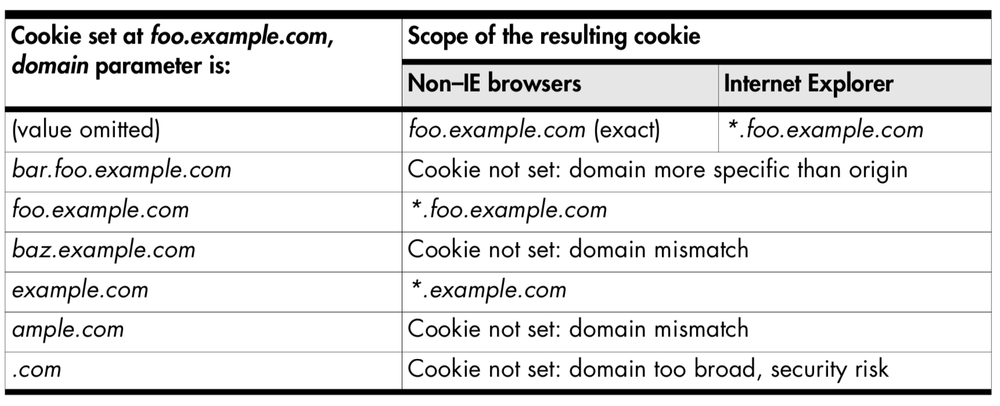 Cookie set at foo.example.com,
domain parameter is:
Scope of the resulting cookie
Non–IE browsers
Internet Explorer
(value omitted)
foo.example.com (exact)
*.foo.example.com
bar.foo.example.com
Cookie not set: domain more specific than origin
foo.example.com
*.foo.example.com
baz.example.com
Cookie not set: domain mismatch
example.com
*.example.com
ample.com
Cookie not set: domain mismatch
.com
Cookie not set: domain too broad, security risk